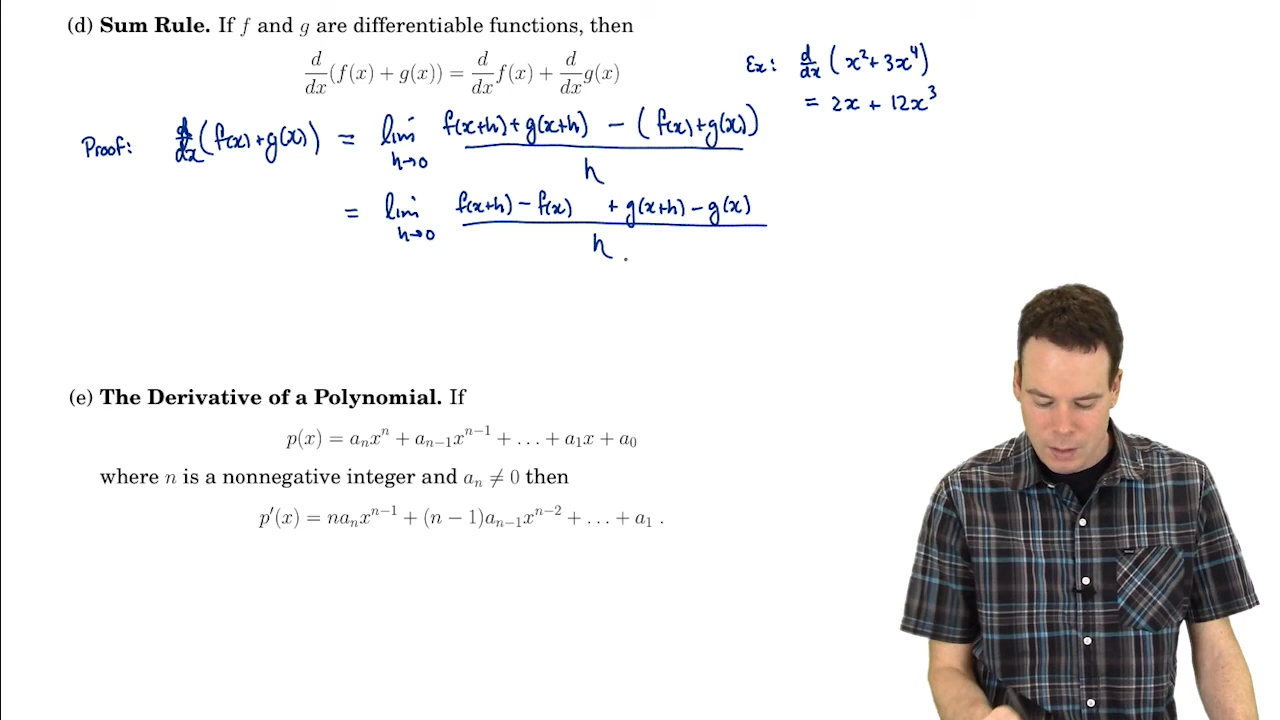 (d) Sum Rule. If f and g are differentiable functions, then
d/dx (f(x) + g(x)) = d/dx f(x) + d/dx g(x)
Ex: d/dx (x² + 3x⁴)
= 2x + 12x³
Proof: d/dx (f(x) + g(x)) = lim h→0 f(x+h) + g(x+h) − (f(x) + g(x)) / h
= lim h→0 f(x+h) − f(x) + g(x+h) − g(x) / h
(e) The Derivative of a Polynomial. If
p(x) = aₙxⁿ + aₙ₋₁xⁿ⁻¹ + . . . + a₁x + a₀
where n is a nonnegative integer and aₙ ≠ 0 then
p′(x) = naₙxⁿ⁻¹ + (n − 1)aₙ₋₁xⁿ⁻² + . . . + a₁ .